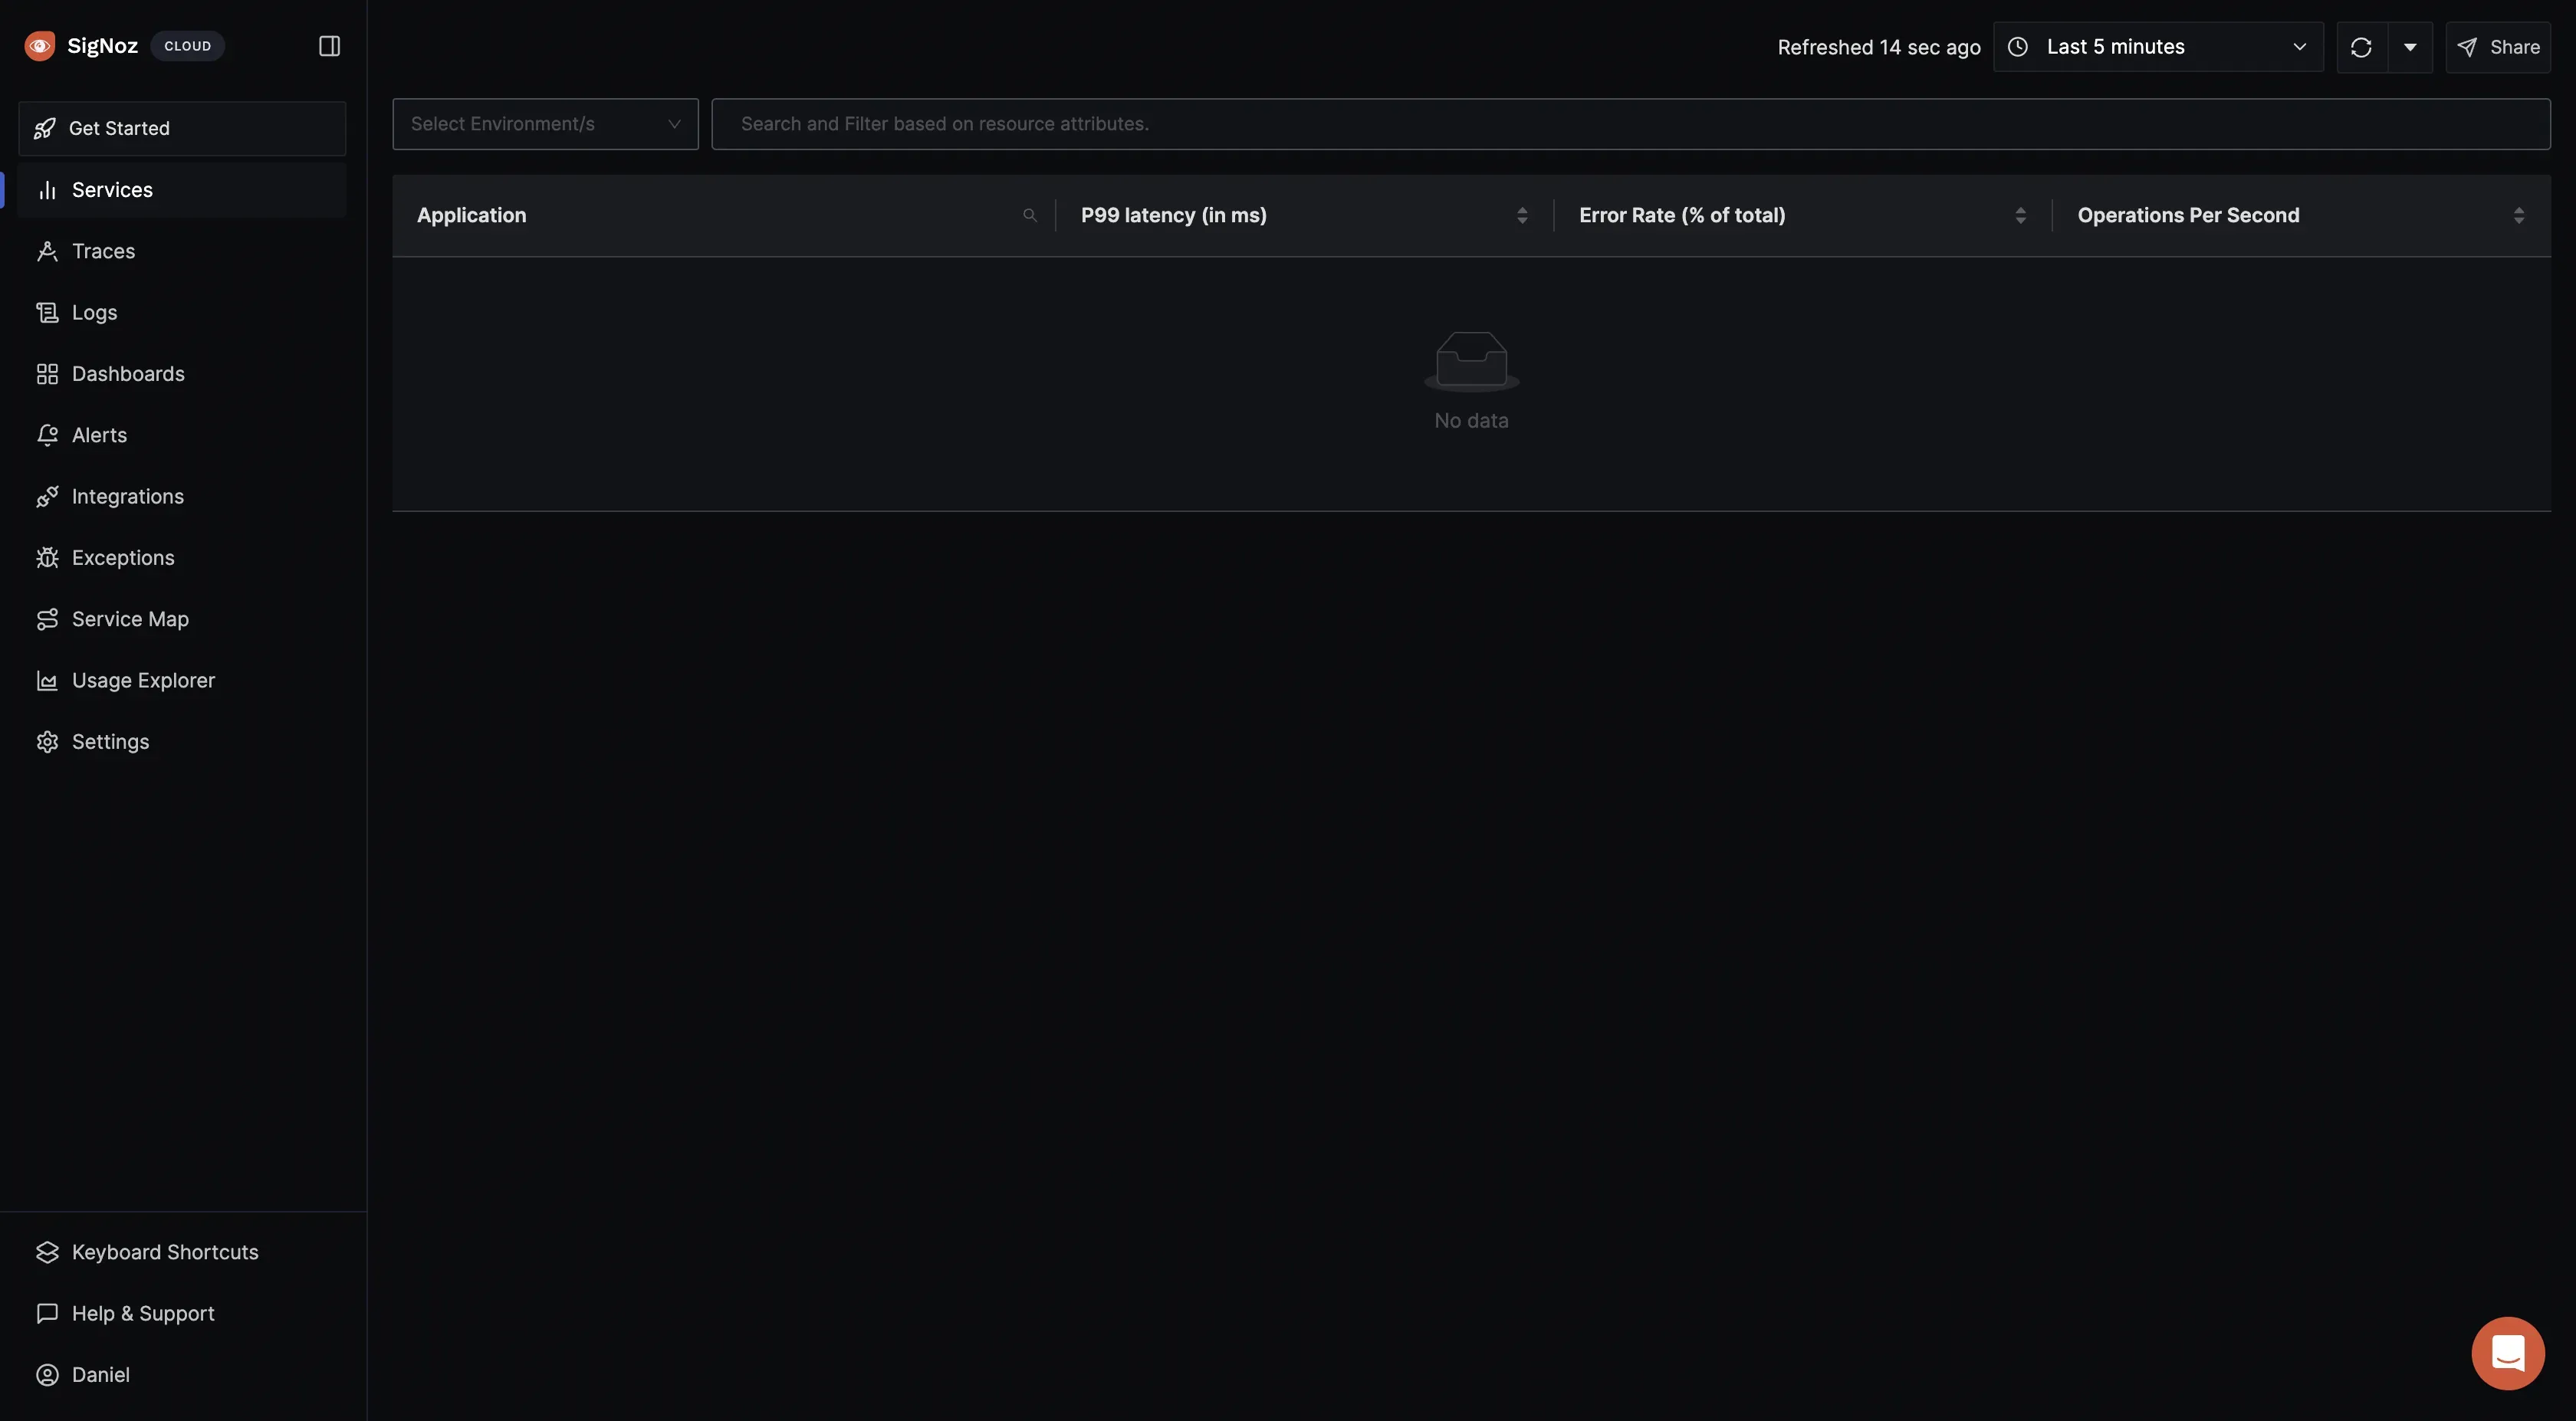 SigNoz CLOUD
Refreshed 14 sec ago
Last 5 minutes
Share
Get Started
Services
Traces
Logs
Dashboards
Alerts
Integrations
Exceptions
Service Map
Usage Explorer
Settings
Keyboard Shortcuts
Help & Support
Daniel
Select Environment/s
Search and Filter based on resource attributes.
Application
P99 latency (in ms)
Error Rate (% of total)
Operations Per Second
No data